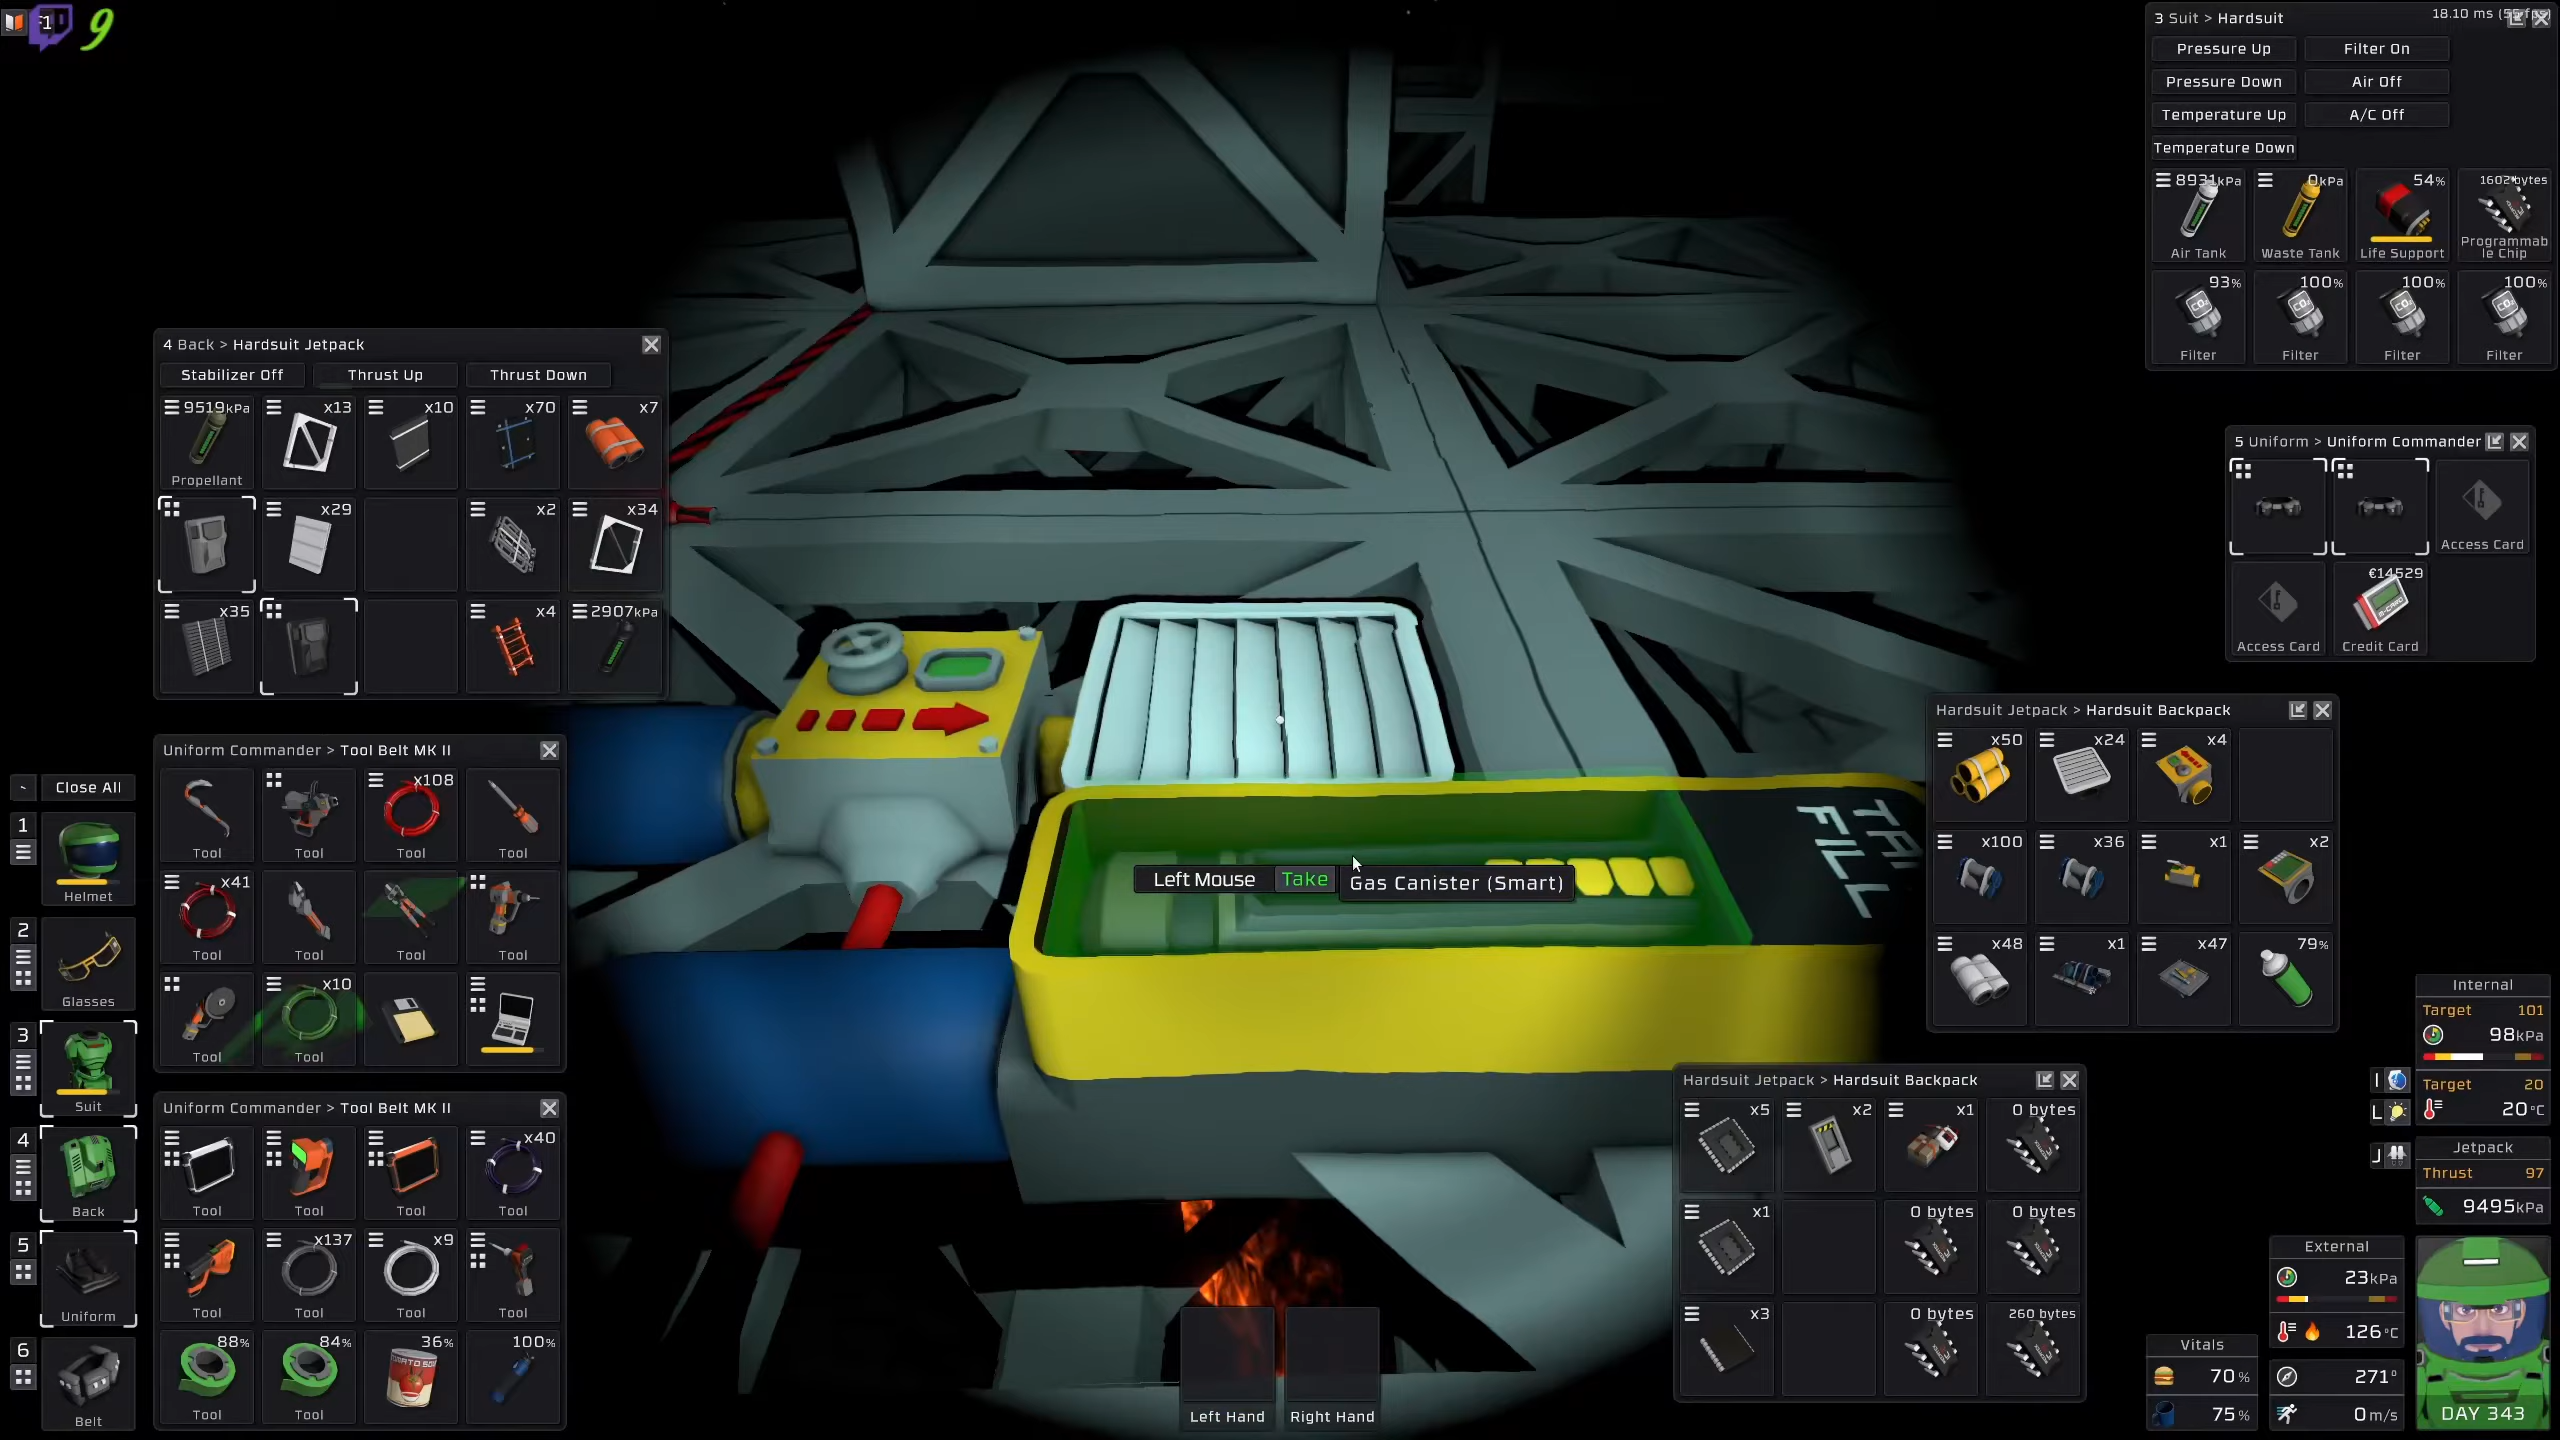 F1
9
3 Suit > Hardsuit
18.10 ms
Pressure Up
Filter On
Pressure Down
Air Off
Temperature Up
A/C Off
Temperature Down
8931kPa
Air Tank
0kPa
Waste Tank
54%
Life Support
1602 bytes
Programmab
le Chip
93%
Filter
100%
Filter
100%
Filter
100%
Filter
4 Back > Hardsuit Jetpack
Stabilizer Off
Thrust Up
Thrust Down
9519kPa
Propellant
x13
x10
x70
x7
x29
x2
x34
x35
x4
2907kPa
5 Uniform > Uniform Commander
Access Card
Access Card
€14529
Credit Card
Hardsuit Jetpack > Hardsuit Backpack
x50
x24
x4
x100
x36
x1
x2
x48
x1
x47
79%
Uniform Commander > Tool Belt MK II
Tool
Tool
x108
Tool
Tool
x41
Tool
Tool
Tool
Tool
Tool
x10
Tool
~
Close All
1
Helmet
2
Glasses
3
Suit
4
Back
5
Uniform
6
Belt
Left Mouse
Take
Gas Canister (Smart)
FILL
Uniform Commander > Tool Belt MK II
Tool
Tool
Tool
x40
Tool
Tool
x137
Tool
x9
Tool
Tool
88%
Tool
84%
Tool
36%
TOMATO SOUP
100%
Left Hand
Right Hand
Hardsuit Jetpack > Hardsuit Backpack
x5
x2
x1
0 bytes
x1
0 bytes
0 bytes
x3
0 bytes
260 bytes
Internal
Target 101
98kPa
Target 20
20°C
I
L
J
Jetpack
Thrust 97
9495kPa
External
23kPa
126°C
271°
0m/s
Vitals
70%
75%
DAY 343